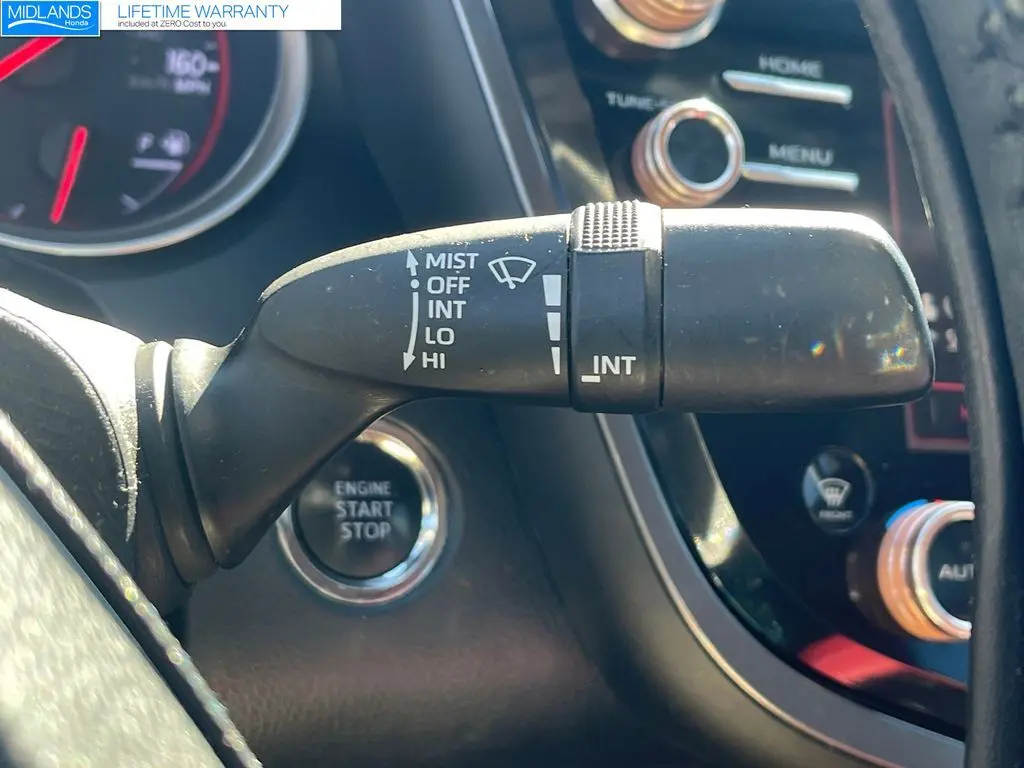 MIDLANDS
Honda
LIFETIME WARRANTY
included at ZERO Cost to you.
160
MPH
F
HOME
TUNE-
MENU
MIST
OFF
INT
LO
HI
INT
ENGINE
START
STOP
FRONT
AUT